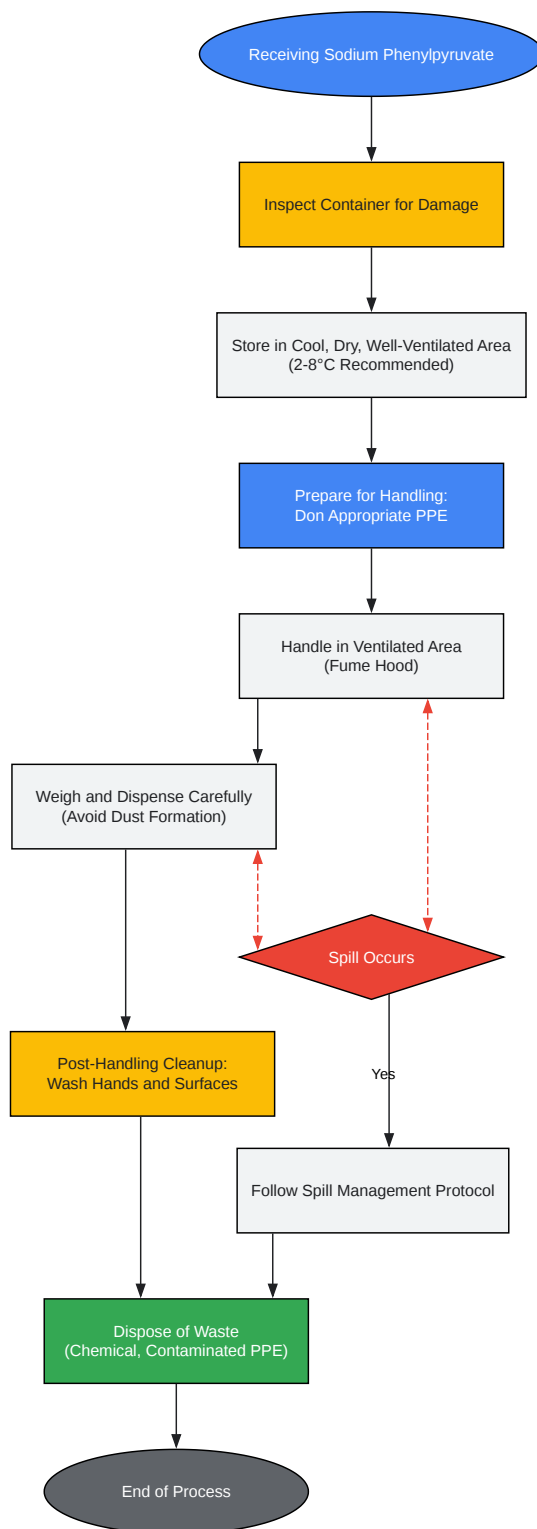 Receiving Sodium Phenylpyruvate
Inspect Container for Damage
Store in Cool, Dry, Well-Ventilated Area
(2-8°C Recommended)
Prepare for Handling:
Don Appropriate PPE
Handle in Ventilated Area
(Fume Hood)
Weigh and Dispense Carefully
(Avoid Dust Formation)
Spill Occurs
Post-Handling Cleanup:
Wash Hands and Surfaces
Yes
Follow Spill Management Protocol
Dispose of Waste
(Chemical, Contaminated PPE)
End of Process